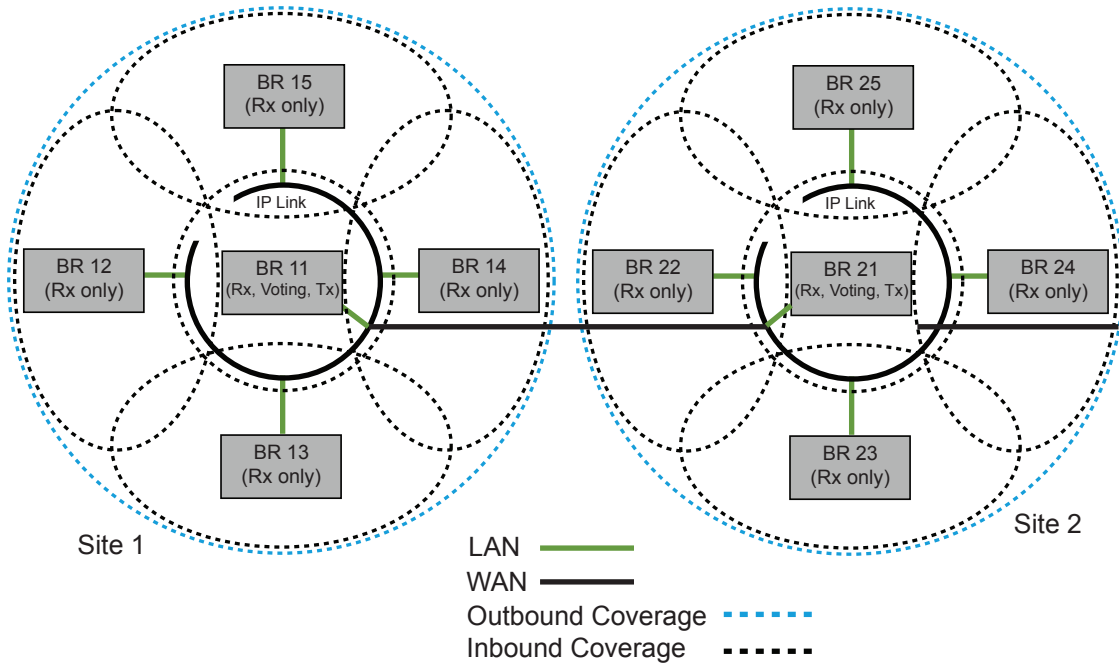 BR 15
(Rx only)
BR 25
(Rx only)
IP Link
IP Link
BR 12
(Rx only)
BR 11
(Rx, Voting, Tx)
BR 14
(Rx only)
BR 22
(Rx only)
BR 21
(Rx, Voting, Tx)
BR 24
(Rx only)
BR 13
(Rx only)
BR 23
(Rx only)
Site 1
Site 2
LAN
WAN
Outbound Coverage
Inbound Coverage